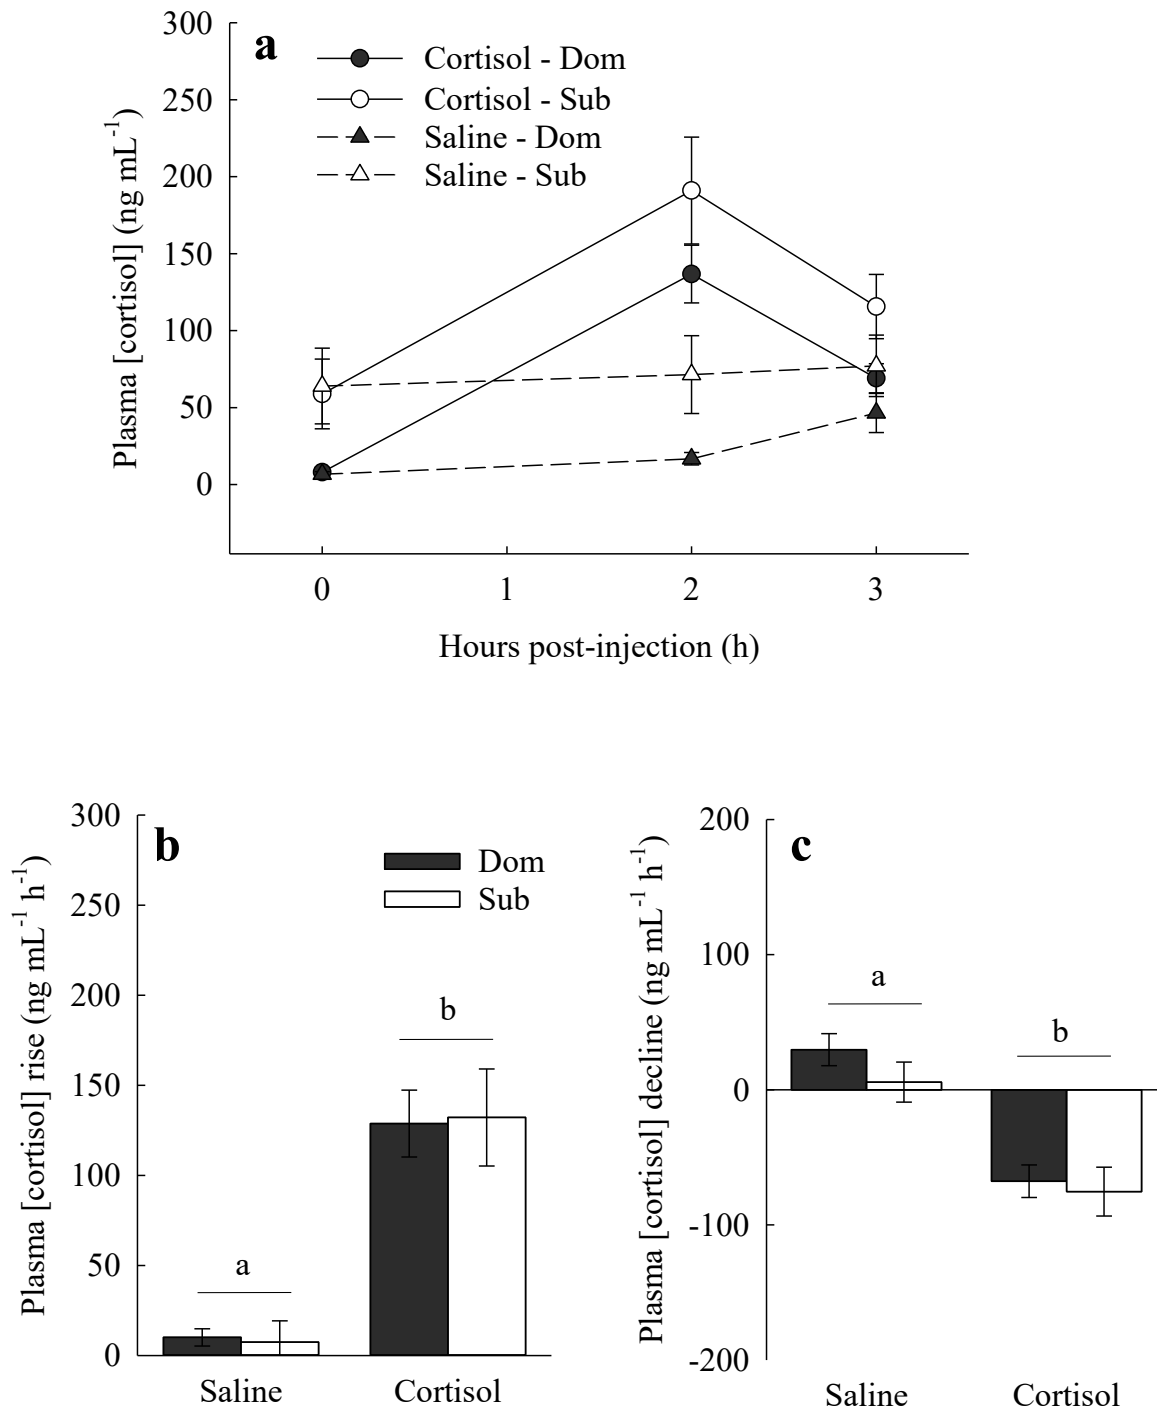 a
Cortisol - Dom
Cortisol - Sub
Saline - Dom
Saline - Sub
Plasma [cortisol] (ng mL⁻¹)
300
250
200
150
100
50
0
0 1 2 3
Hours post-injection (h)
b
Dom
Sub
Plasma [cortisol] rise (ng mL⁻¹ h⁻¹)
300
250
200
150
100
50
0
a
b
Saline Cortisol
c
Plasma [cortisol] decline (ng mL⁻¹ h⁻¹)
200
100
0
-100
-200
a
b
Saline Cortisol